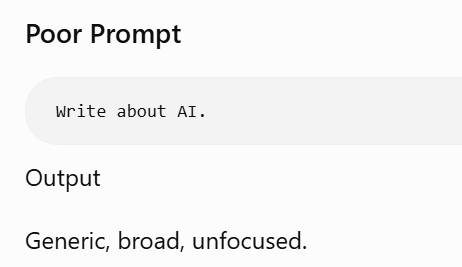 Poor Prompt
Write about AI.
Output
Generic, broad, unfocused.